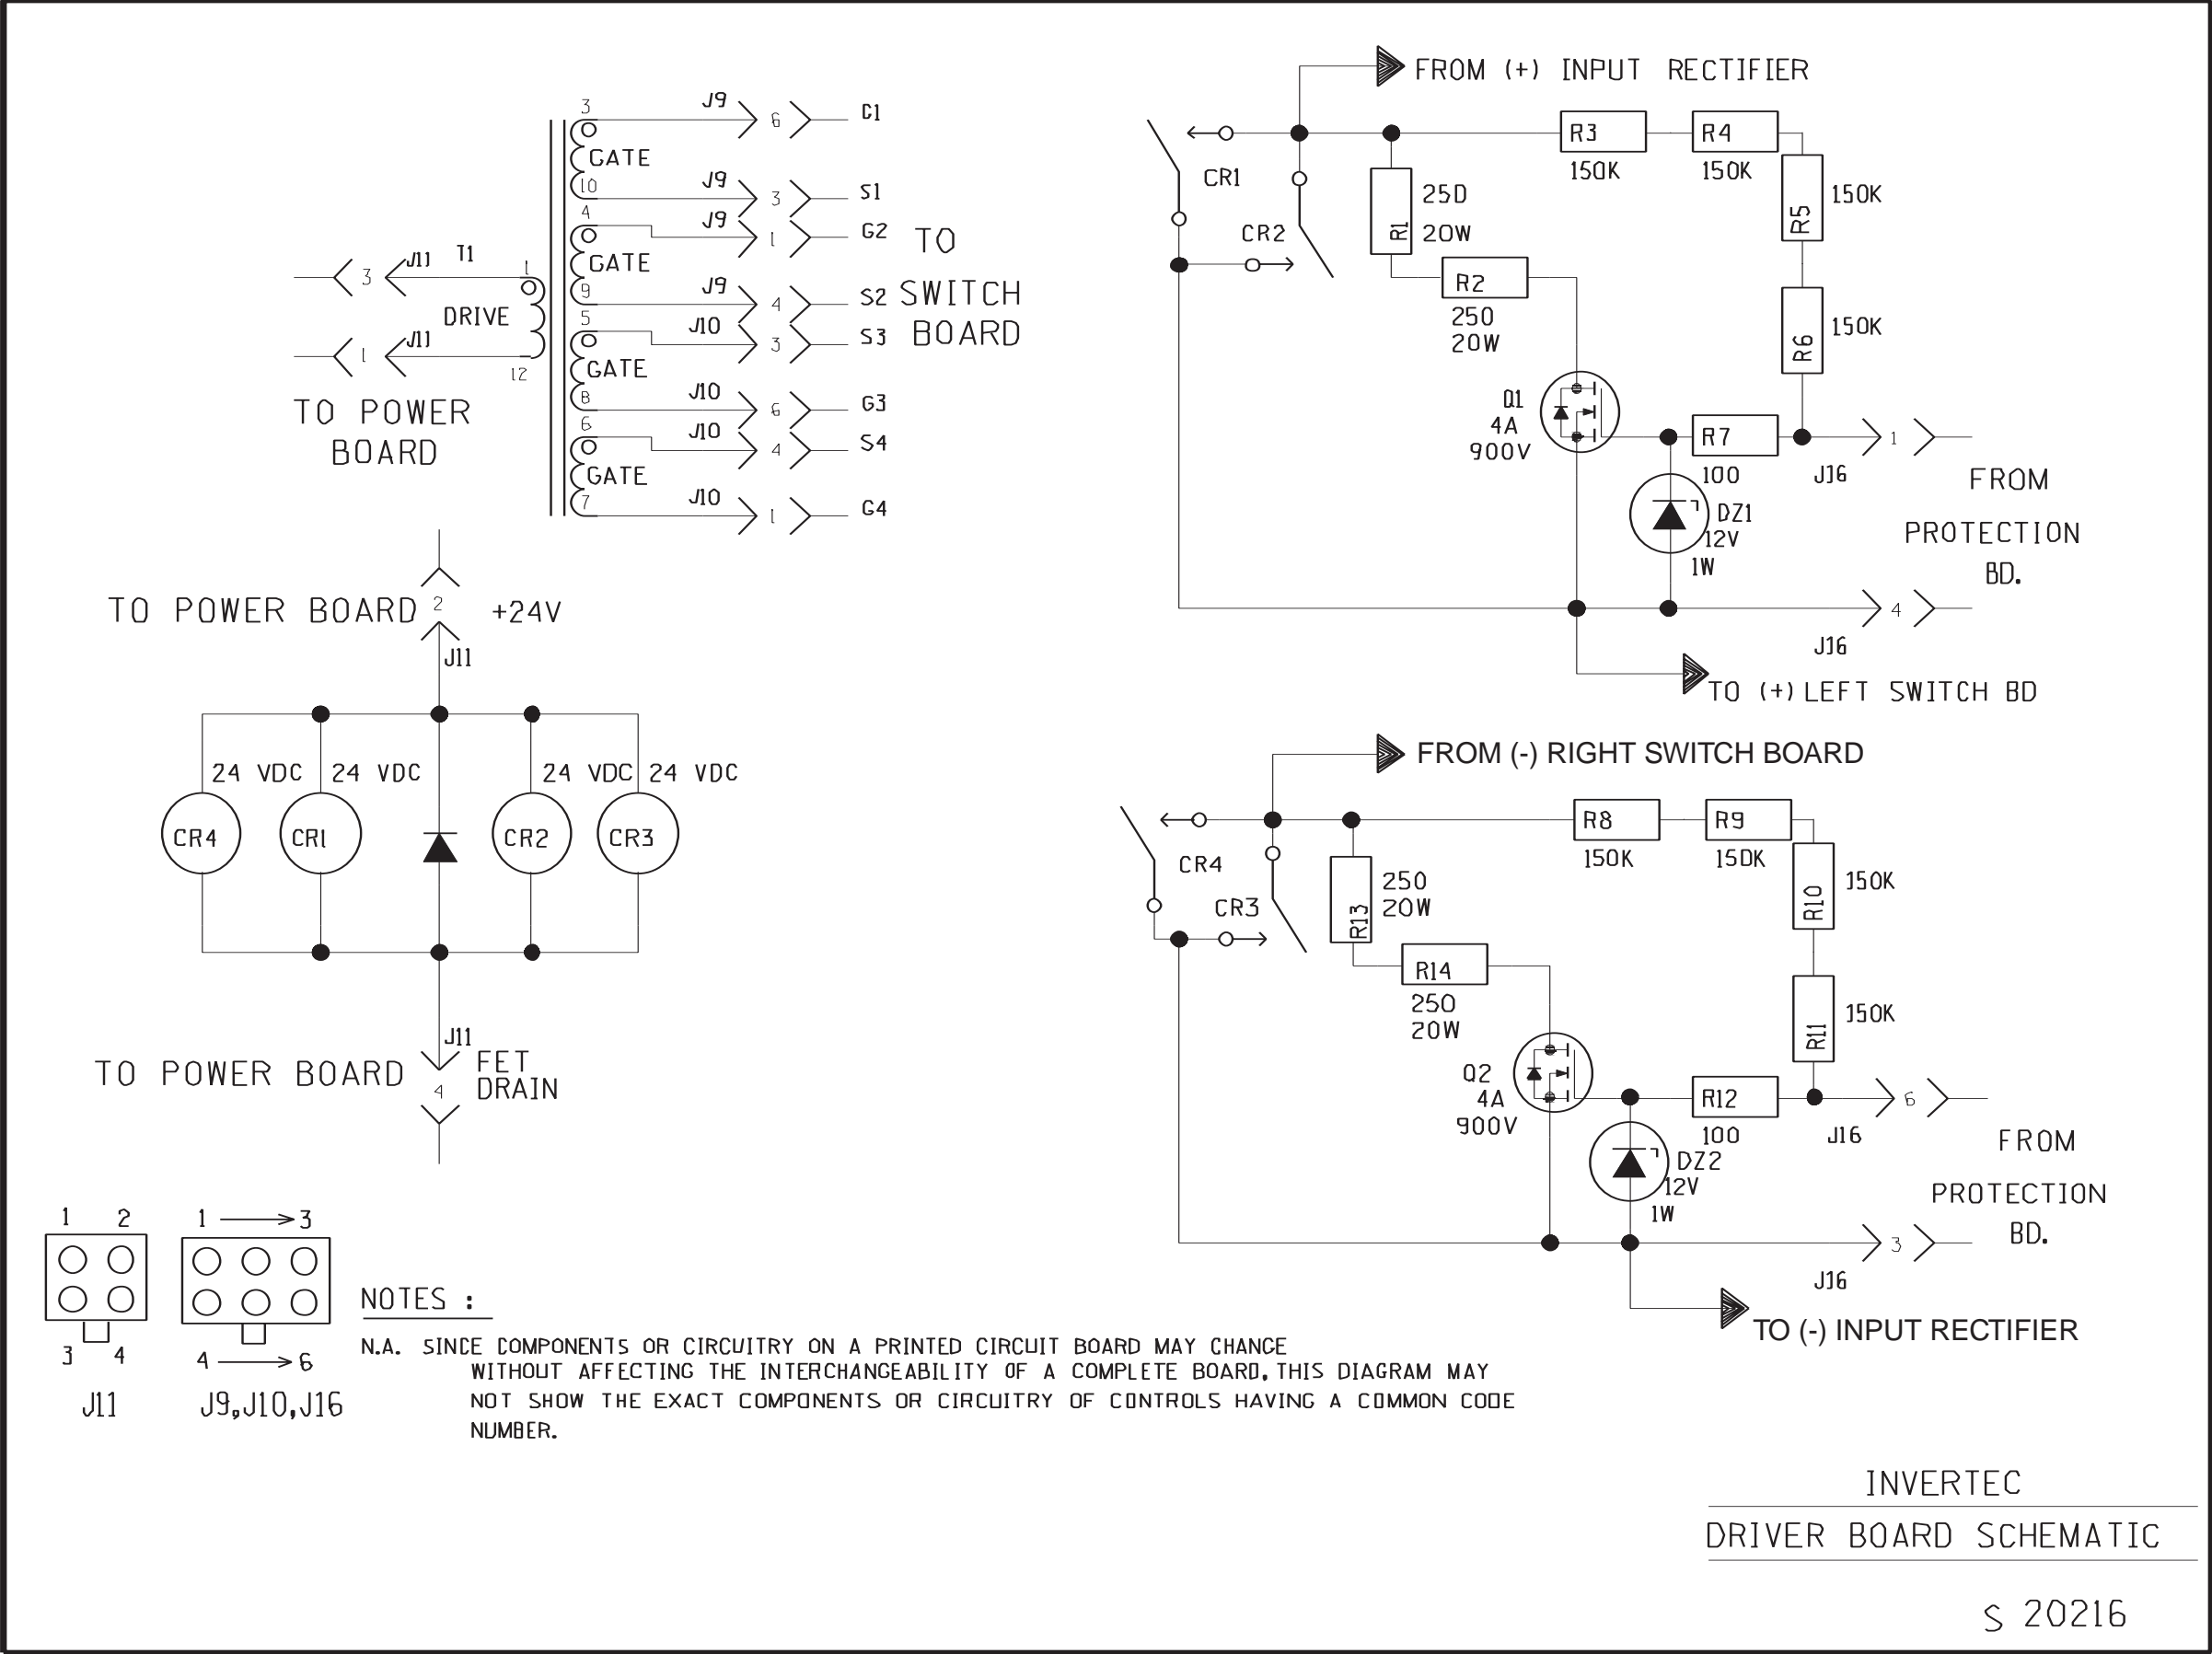 3 J9 6 G1
GATE
10 J9 3 S1
4 J9 1 G2
GATE
9 J9 4 S2
5 J10 3 S3
GATE
8 J10 6 G3
6 J10 4 S4
GATE
7 J10 1 G4
TO
SWITCH
BOARD
3 J11 T1 1
DRIVE
1 J11 12
TO POWER
BOARD
TO POWER BOARD 2 +24V
J11
24 VDC 24 VDC 24 VDC 24 VDC
CR4 CR1 CR2 CR3
J11
TO POWER BOARD 4 FET
DRAIN
FROM (+) INPUT RECTIFIER
CR1
CR2
R3
150K
R4
150K
R5
150K
R6
150K
R1
250
20W
R2
250
20W
Q1
4A
900V
R7
100
DZ1
12V
1W
1
J16
FROM
PROTECTION
BD.
4
J16
TO (+) LEFT SWITCH BD
FROM (-) RIGHT SWITCH BOARD
CR4
CR3
R8
150K
R9
150K
R10
150K
R11
150K
R13
250
20W
R14
250
20W
Q2
4A
900V
R12
100
DZ2
12V
1W
6
J16
FROM
PROTECTION
BD.
3
J16
TO (-) INPUT RECTIFIER
1 2
3 4
J11
1 3
4 6
J9,J10,J16
NOTES :
N.A. SINCE COMPONENTS OR CIRCUITRY ON A PRINTED CIRCUIT BOARD MAY CHANGE
WITHOUT AFFECTING THE INTERCHANGEABILITY OF A COMPLETE BOARD, THIS DIAGRAM MAY
NOT SHOW THE EXACT COMPONENTS OR CIRCUITRY OF CONTROLS HAVING A COMMON CODE
NUMBER.
INVERTEC
DRIVER BOARD SCHEMATIC
S 20216